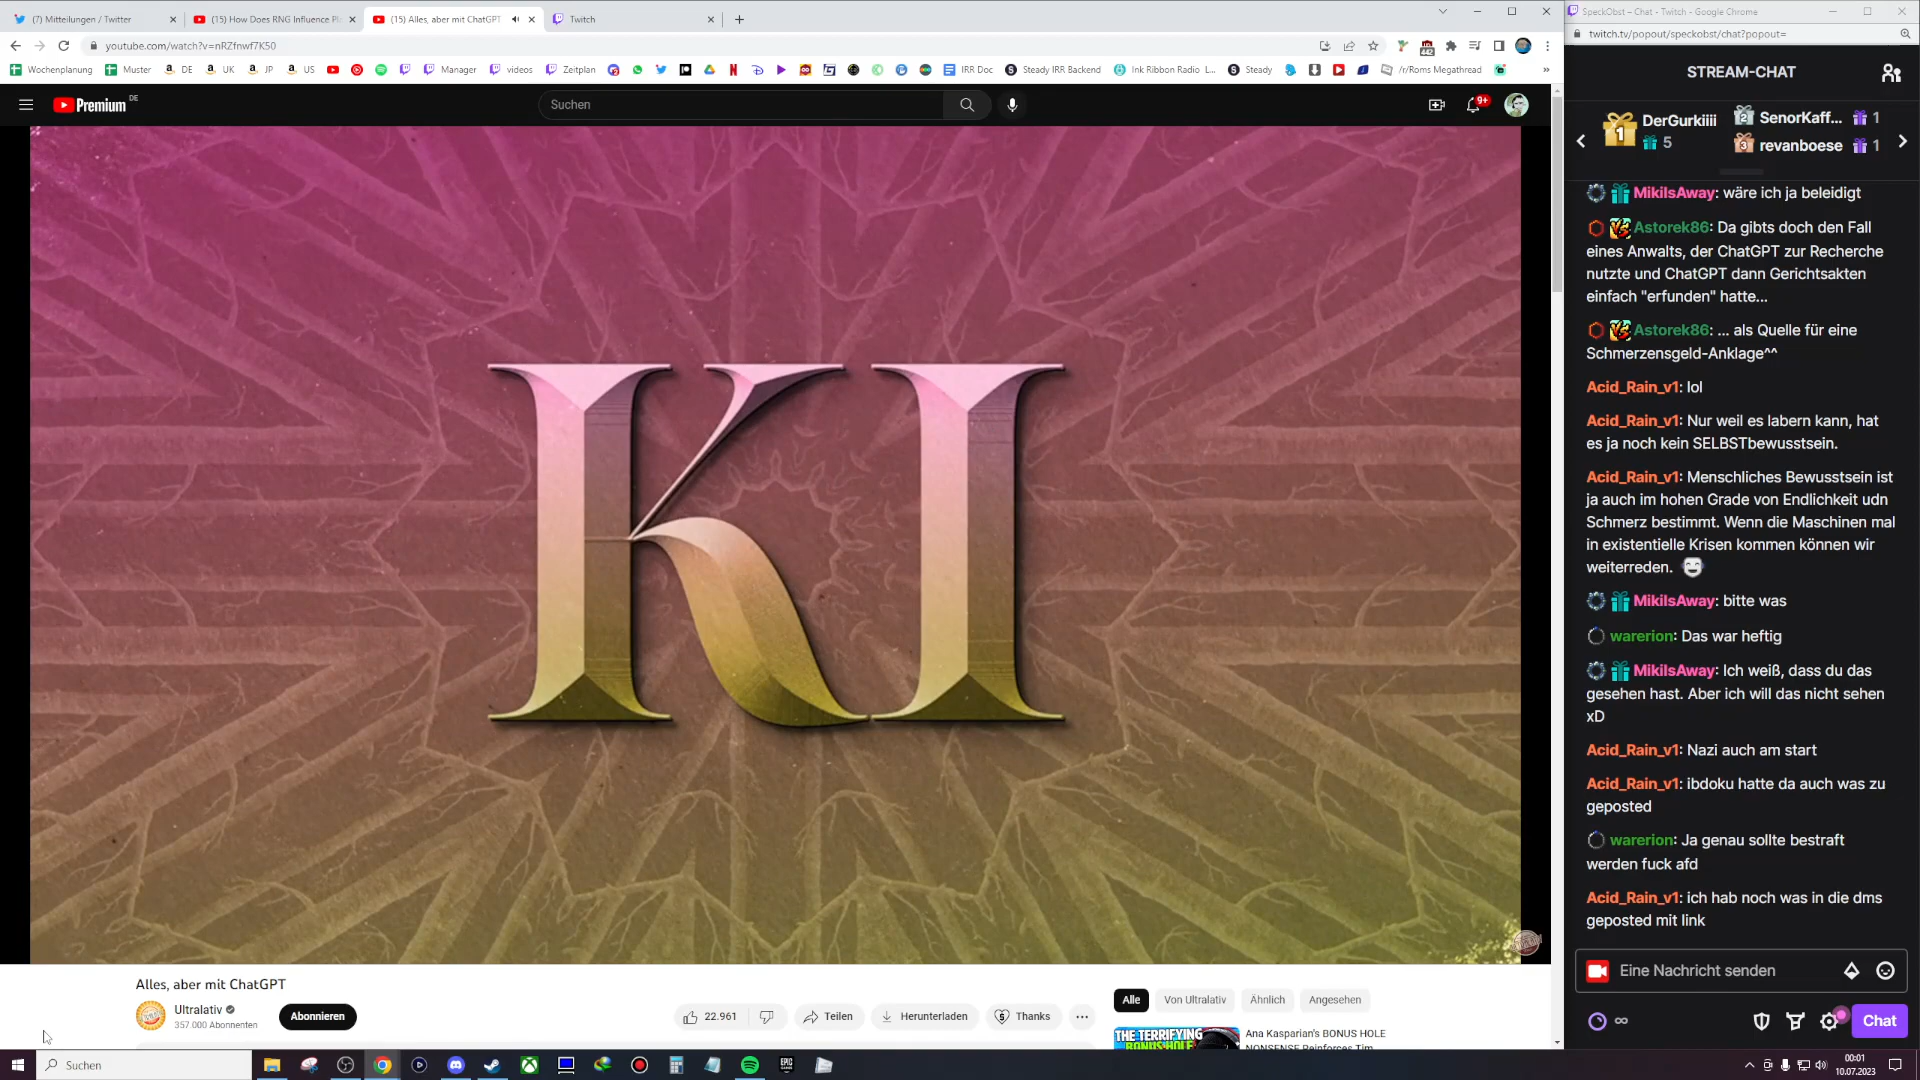 (7) Mitteilungen / Twitter
(15) How Does RNG Influence Pl
(15) Alles, aber mit ChatGPT
Twitch
youtube.com/watch?v=nRZfnwf7K50
Wochenplanung
Muster
DE
UK
JP
US
Manager
videos
Zeitplan
IRR Doc
Steady IRR Backend
Ink Ribbon Radio L...
Steady
/r/Roms Megathread
Premium DE
Suchen
9+
KI
Alles, aber mit ChatGPT
Ultralativ
357.000 Abonnenten
Abonnieren
22.961
Teilen
Herunterladen
Thanks
Alle
Von Ultralativ
Ähnlich
Angesehen
THE TERRIFYING
BONUS HOLE
Ana Kasparian's BONUS HOLE
NONSENSE Reinforces Tim
SpeckObst – Chat - Twitch - Google Chrome
twitch.tv/popout/speckobst/chat?popout=
STREAM-CHAT
1 DerGurkiiii
5
2 SenorKaff... 1
3 revanboese 1
MikiIsAway: wäre ich ja beleidigt
Astorek86: Da gibts doch den Fall
eines Anwalts, der ChatGPT zur Recherche
nutzte und ChatGPT dann Gerichtsakten
einfach "erfunden" hatte...
Astorek86: ... als Quelle für eine
Schmerzensgeld-Anklage^^
Acid_Rain_v1: lol
Acid_Rain_v1: Nur weil es labern kann, hat
es ja noch kein SELBSTbewusstsein.
Acid_Rain_v1: Menschliches Bewusstsein ist
ja auch im hohen Grade von Endlichkeit udn
Schmerz bestimmt. Wenn die Maschinen mal
in existentielle Krisen kommen können wir
weiterreden.
MikiIsAway: bitte was
warerion: Das war heftig
MikiIsAway: Ich weiß, dass du das
gesehen hast. Aber ich will das nicht sehen
xD
Acid_Rain_v1: Nazi auch am start
Acid_Rain_v1: ibdoku hatte da auch was zu
geposted
warerion: Ja genau sollte bestraft
werden fuck afd
Acid_Rain_v1: ich hab noch was in die dms
geposted mit link
Eine Nachricht senden
∞
Chat
Suchen
00:01
10.07.2023